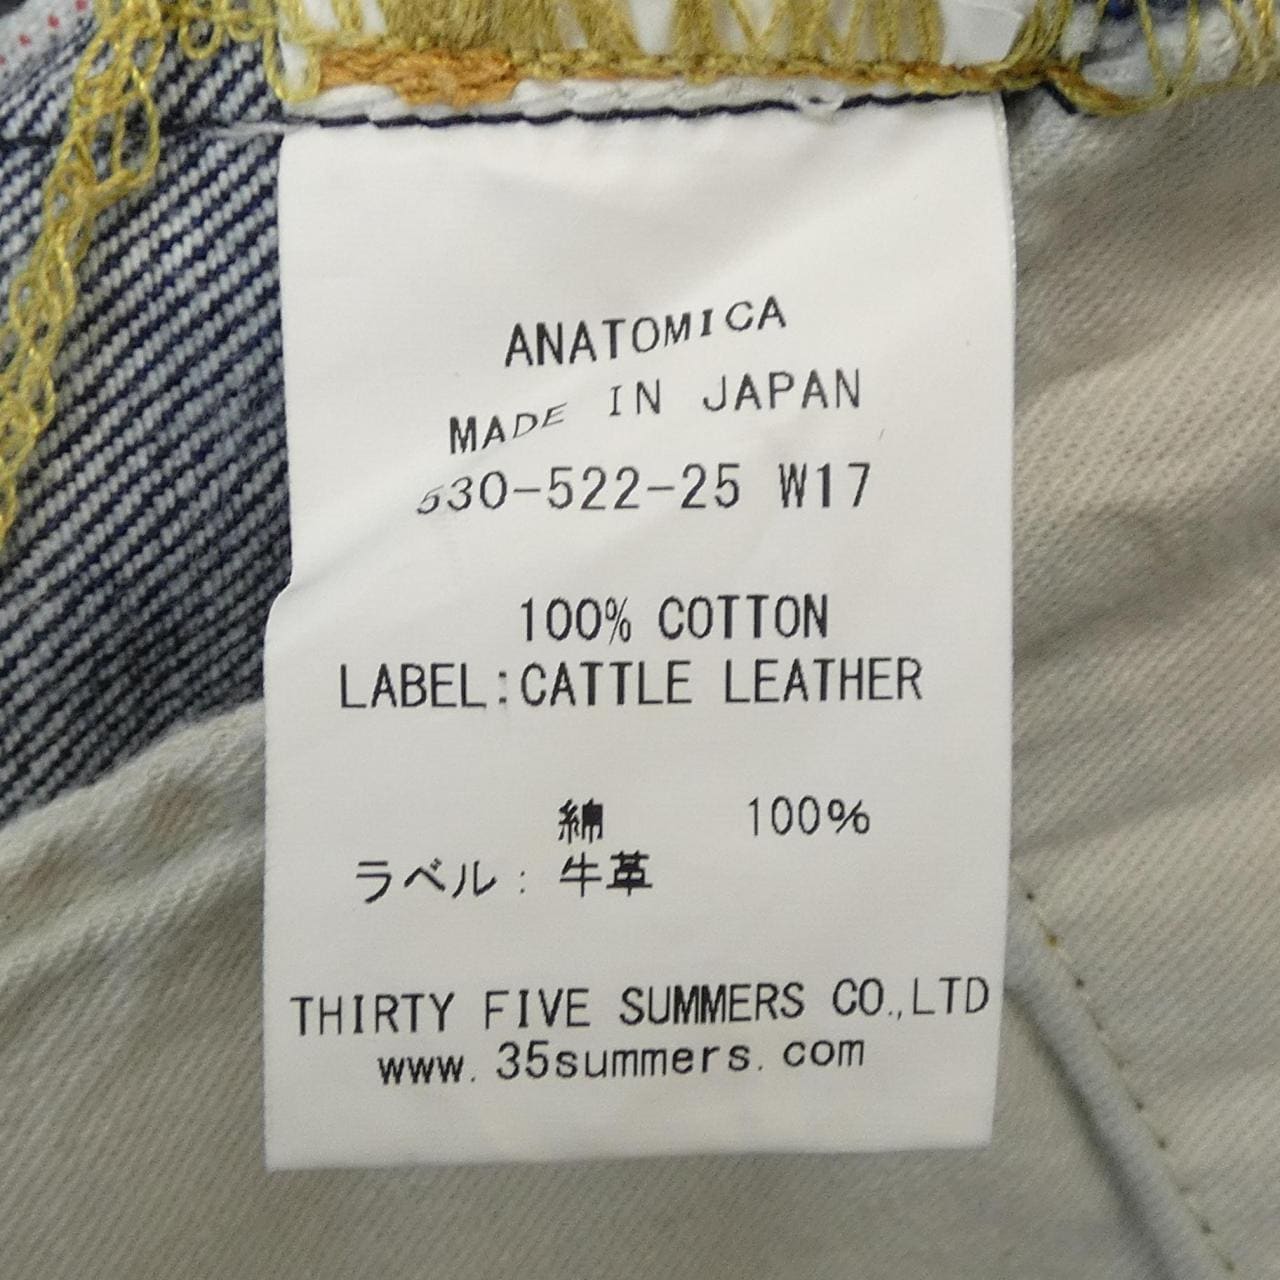 ANATOMICA
MADE IN JAPAN
530-522-25 W17
100% COTTON
LABEL:CATTLE LEATHER
綿 100%
ラベル: 牛革
THIRTY FIVE SUMMERS CO.,LTD
www.35summers.com